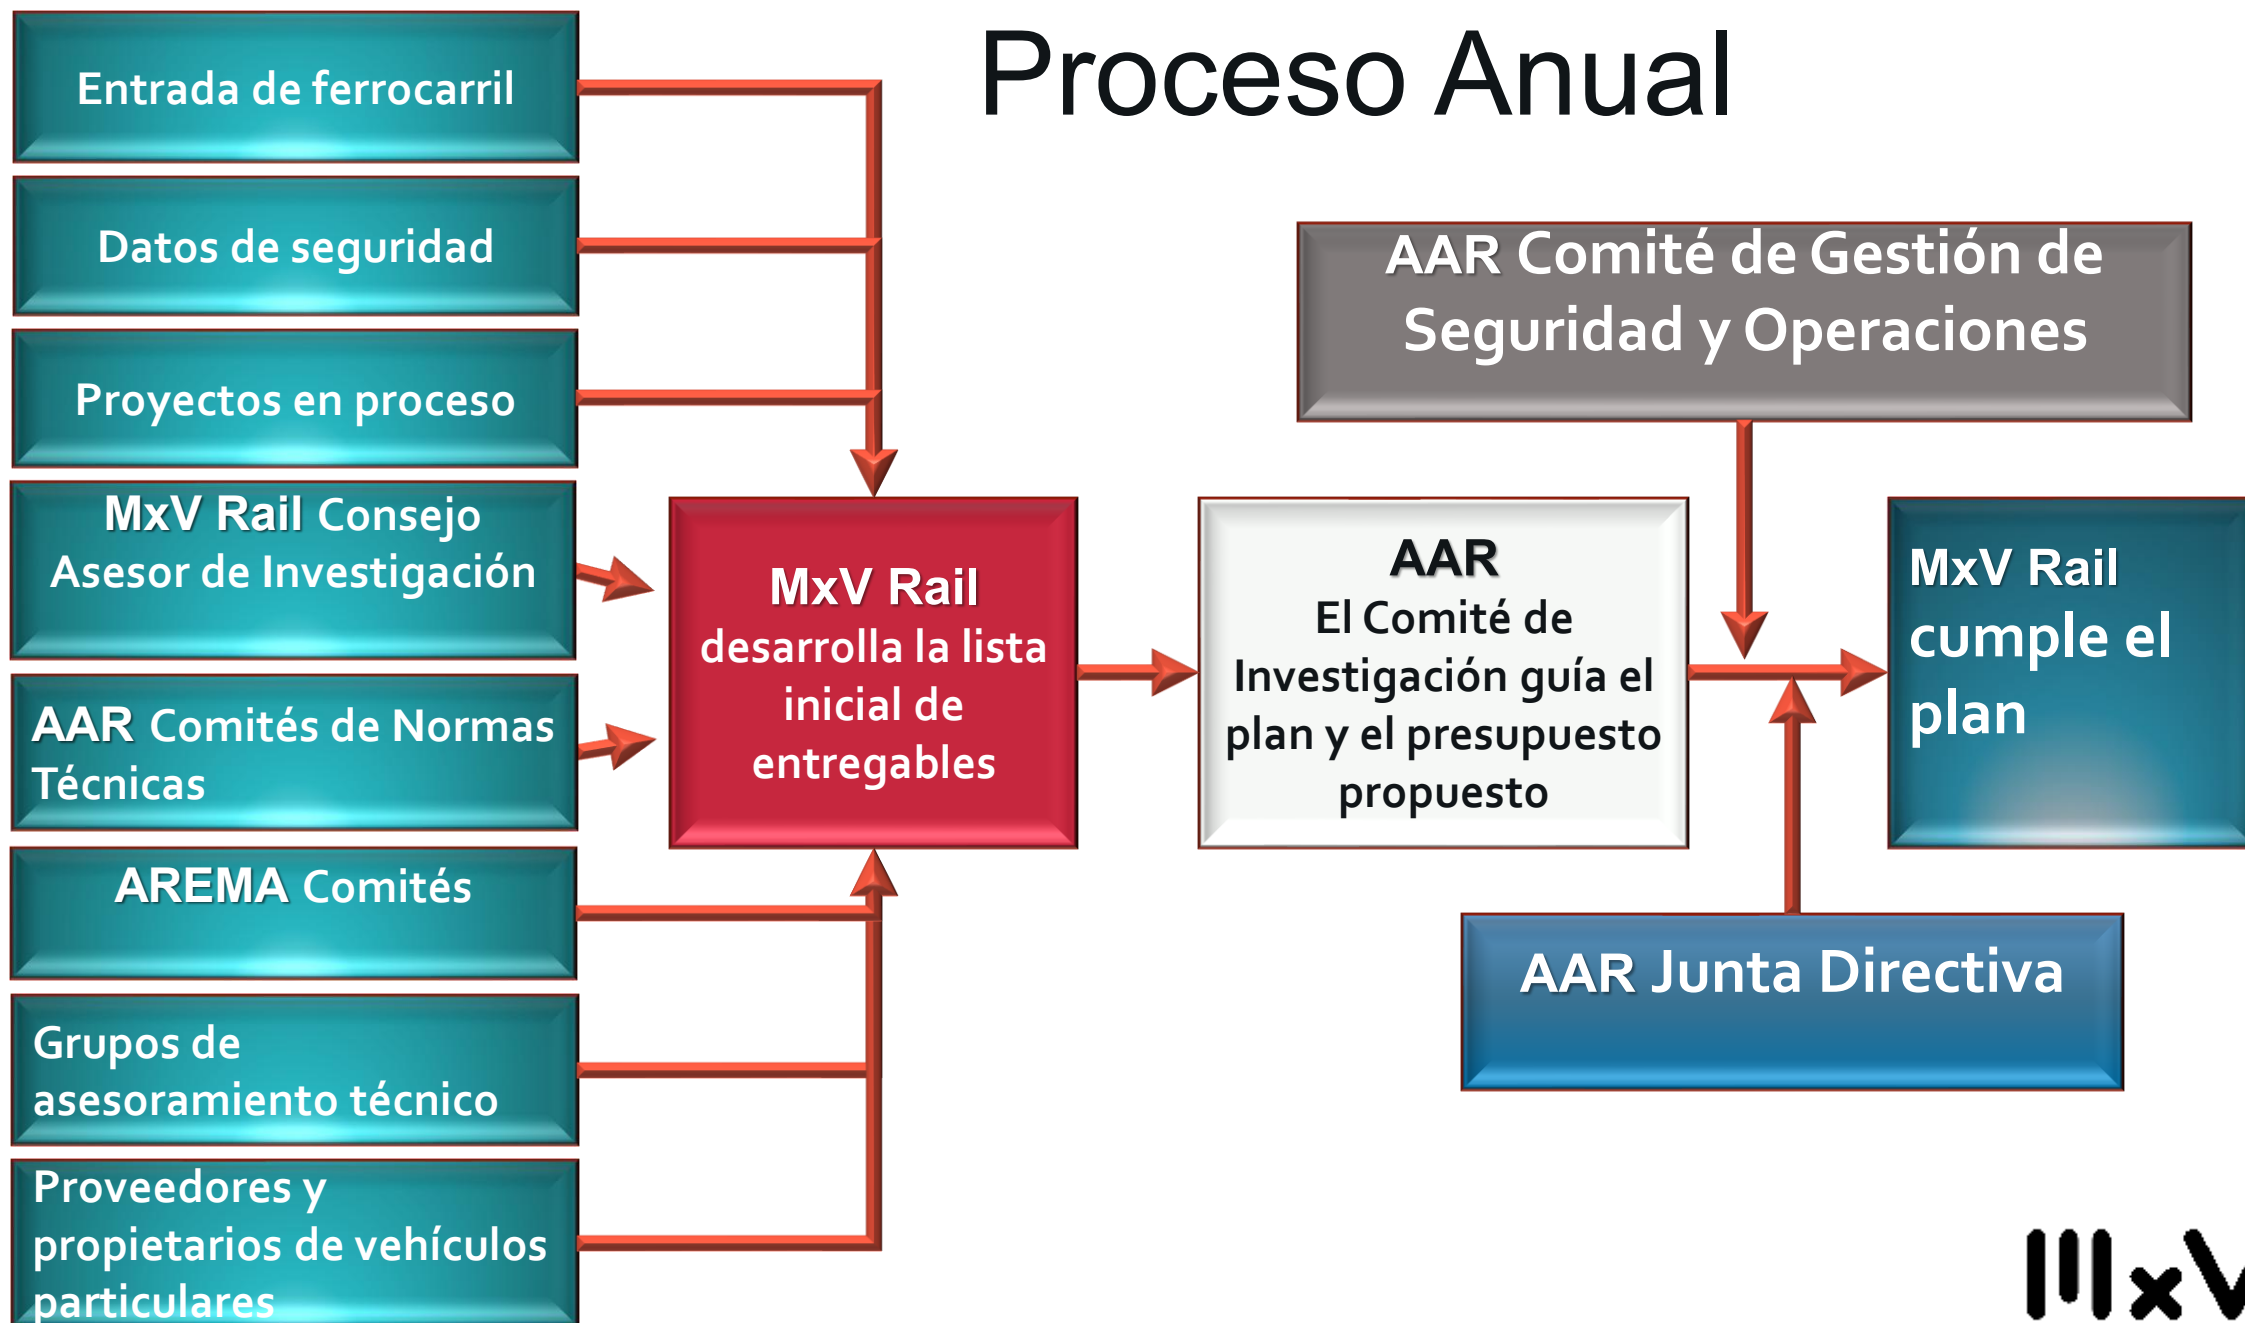 Proceso Anual
Entrada de ferrocarril
Datos de seguridad
Proyectos en proceso
MxV Rail Consejo
Asesor de Investigación
AAR Comités de Normas
Técnicas
AREMA Comités
Grupos de
asesoramiento técnico
Proveedores y
propietarios de vehículos
particulares
MxV Rail
desarrolla la lista
inicial de
entregables
AAR
El Comité de
Investigación guía el
plan y el presupuesto
propuesto
AAR Comité de Gestión de
Seguridad y Operaciones
AAR Junta Directiva
MxV Rail
cumple el
plan
MxV